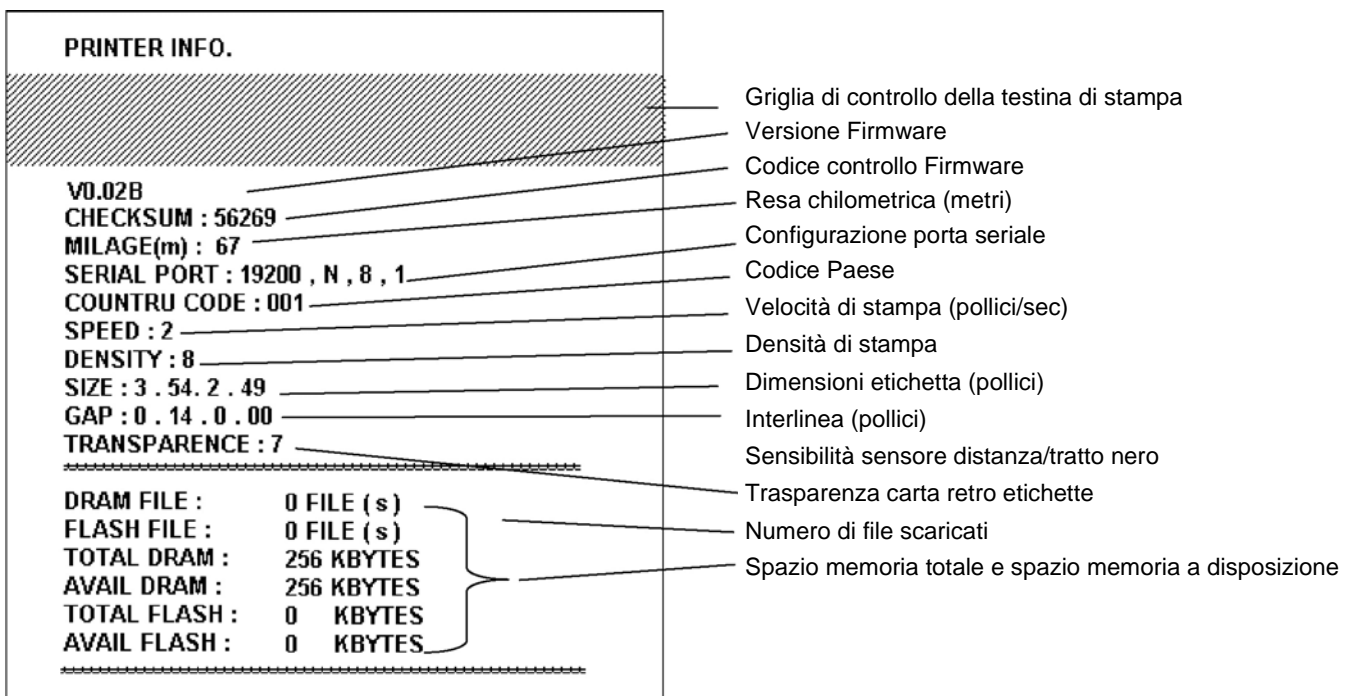 PRINTER INFO.
V0.02B
CHECKSUM : 56269
MILAGE(m) : 67
SERIAL PORT : 19200 , N , 8 , 1
COUNTRU CODE : 001
SPEED : 2
DENSITY : 8
SIZE : 3 . 54. 2 . 49
GAP : 0 . 14 . 0 . 00
TRANSPARENCE : 7
DRAM FILE : 0 FILE ( s )
FLASH FILE : 0 FILE ( s )
TOTAL DRAM : 256 KBYTES
AVAIL DRAM : 256 KBYTES
TOTAL FLASH : 0 KBYTES
AVAIL FLASH : 0 KBYTES
Griglia di controllo della testina di stampa
Versione Firmware
Codice controllo Firmware
Resa chilometrica (metri)
Configurazione porta seriale
Codice Paese
Velocità di stampa (pollici/sec)
Densità di stampa
Dimensioni etichetta (pollici)
Interlinea (pollici)
Sensibilità sensore distanza/tratto nero
Trasparenza carta retro etichette
Numero di file scaricati
Spazio memoria totale e spazio memoria a disposizione